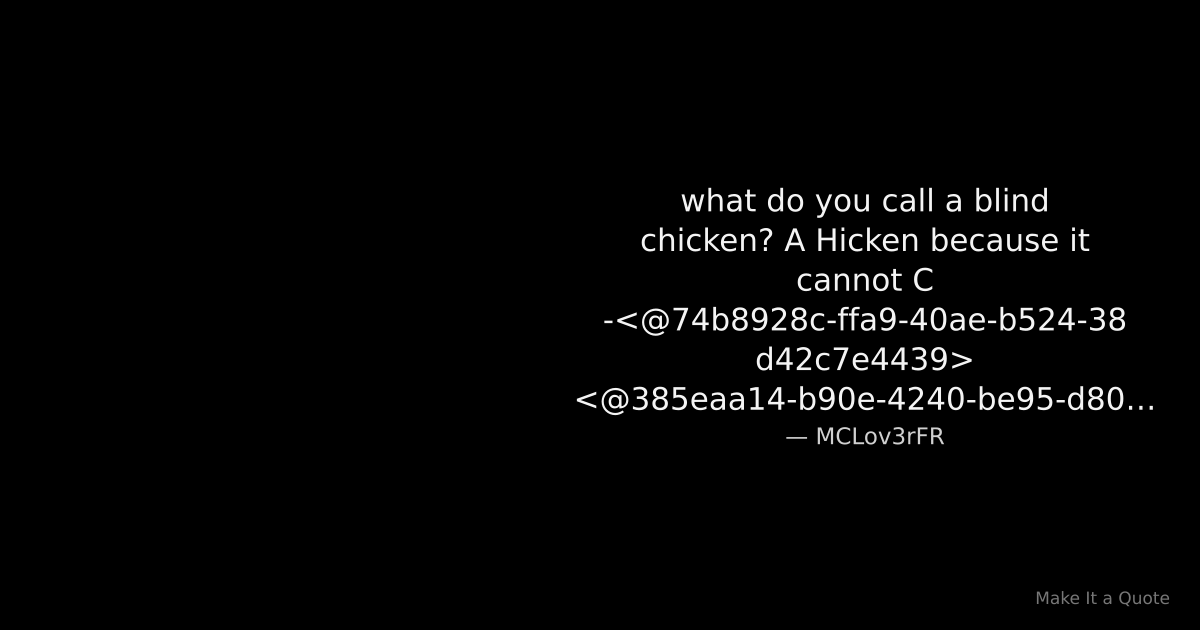 what do you call a blind
chicken? A Hicken because it
cannot C
-<@74b8928c-ffa9-40ae-b524-38
d42c7e4439>
<@385eaa14-b90e-4240-be95-d80...
— MCLov3rFR
Make It a Quote